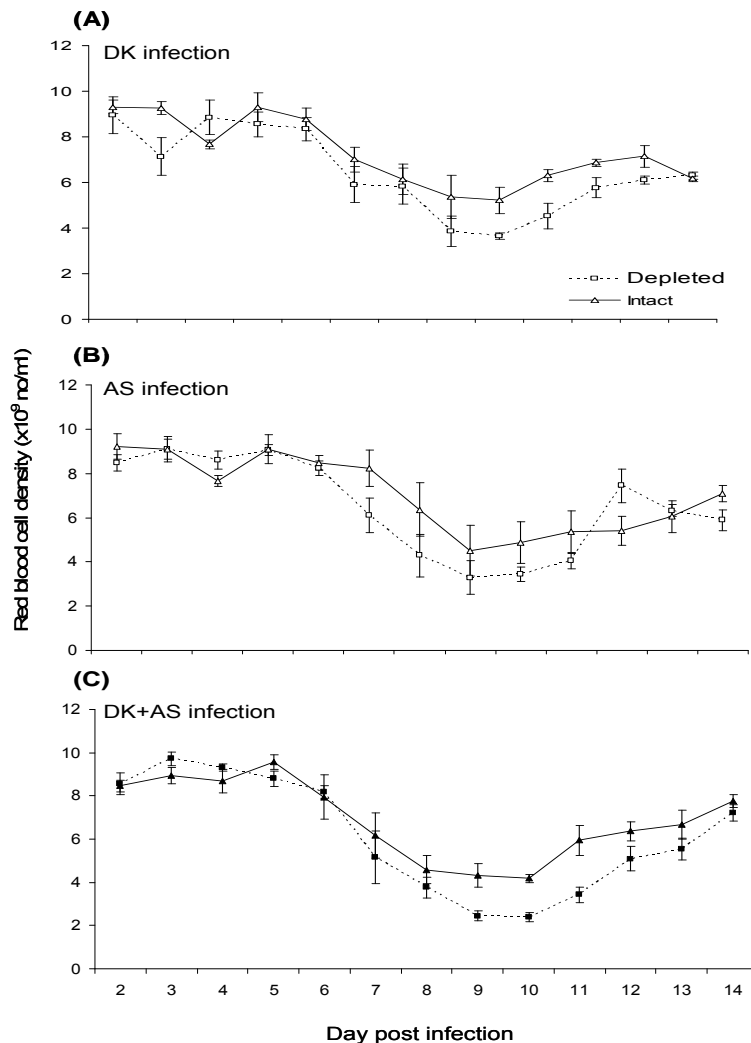 (A)
DK infection
12
10
8
6
4
2
0
Depleted
Intact
Red blood cell density (x10⁹ no/ml)
(B)
AS infection
12
10
8
6
4
2
0
(C)
DK+AS infection
12
10
8
6
4
2
0
2 3 4 5 6 7 8 9 10 11 12 13 14
Day post infection